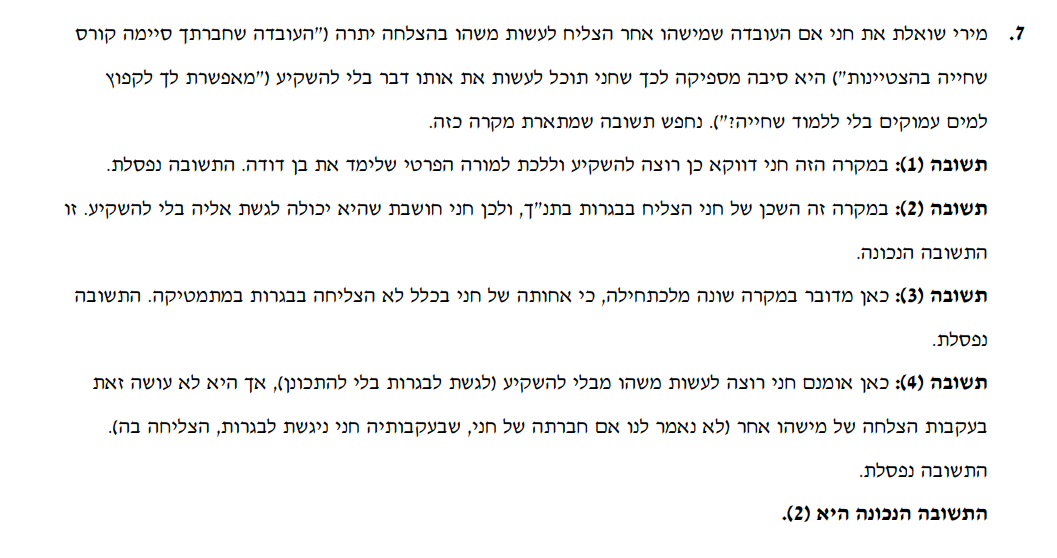 7. מירי שואלת את חני אם העובדה שמישהו אחר הצליח לעשות משהו בהצלחה יתרה ("העובדה שחברתך סיימה קורס
שחייה בהצטיינות") היא סיבה מספיקה לכך שחני תוכל לעשות את אותו דבר בלי להשקיע ("מאפשרת לך לקפוץ
למים עמוקים בלי ללמוד שחייה?"). נחפש תשובה שמתארת מקרה כזה.
תשובה (1): במקרה הזה חני דווקא כן רוצה להשקיע וללכת למורה הפרטי שלימד את בן דודה. התשובה נפסלת.
תשובה (2): במקרה זה השכן של חני הצליח בבגרות בתנ"ך, ולכן חני חושבת שהיא יכולה לגשת אליה בלי להשקיע. זו
התשובה הנכונה.
תשובה (3): כאן מדובר במקרה שונה מלכתחילה, כי אחותה של חני בכלל לא הצליחה בבגרות במתמטיקה. התשובה
נפסלת.
תשובה (4): כאן אומנם חני רוצה לעשות משהו מבלי להשקיע (לגשת לבגרות בלי להתכונן), אך היא לא עושה זאת
בעקבות הצלחה של מישהו אחר (לא נאמר לנו אם חברתה של חני, שבעקבותיה חני ניגשת לבגרות, הצליחה בה).
התשובה נפסלת.
התשובה הנכונה היא (2).